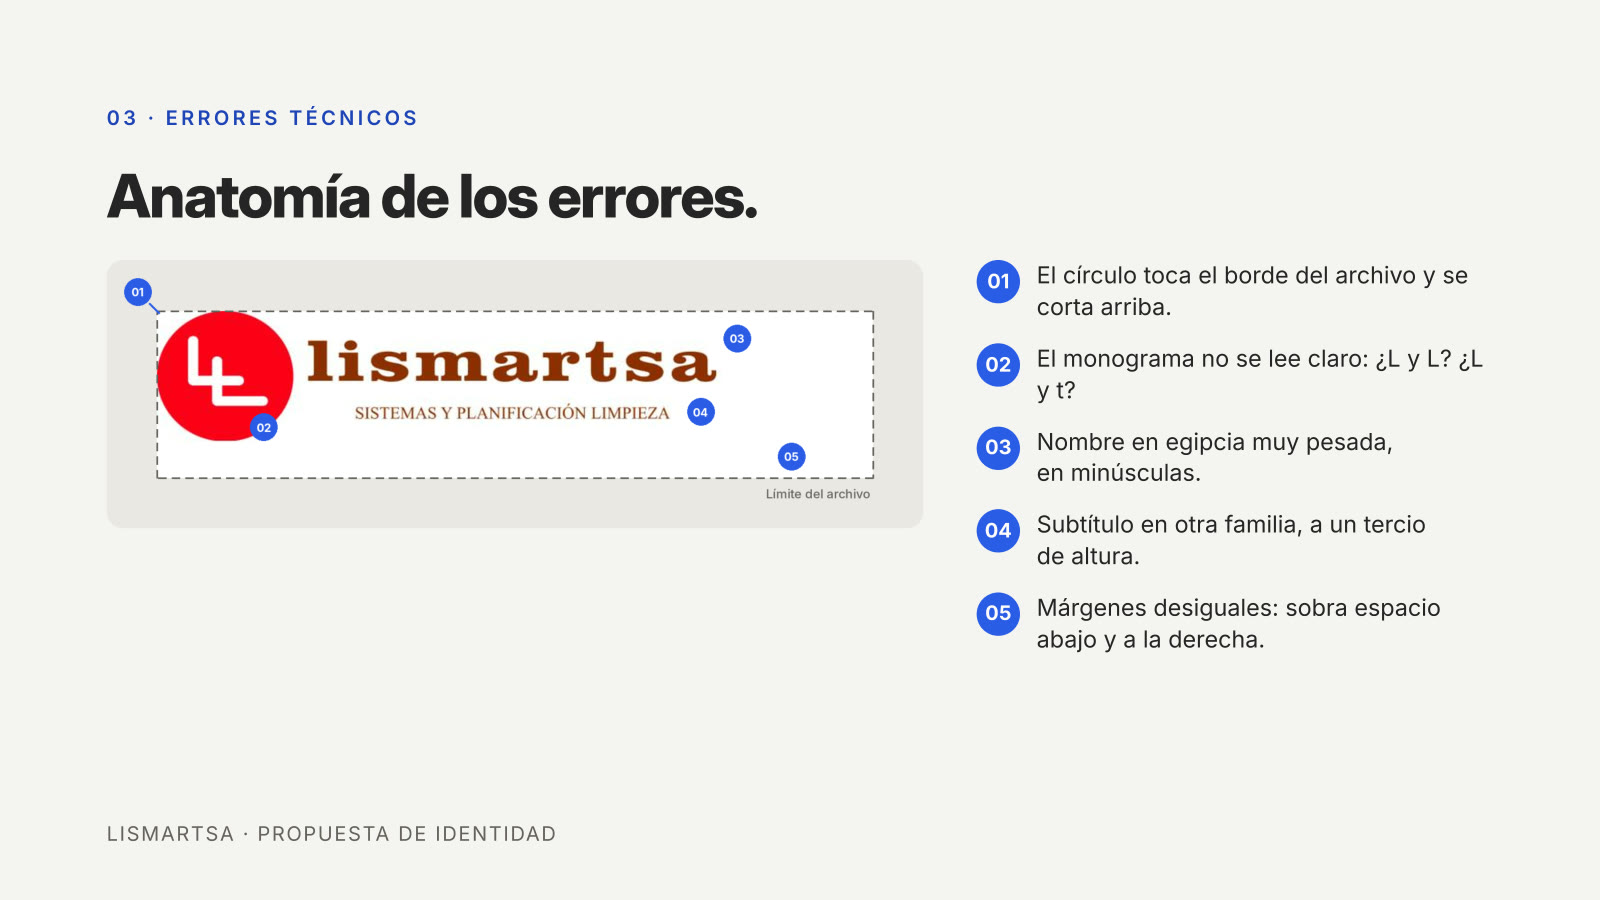 03 · ERRORES TÉCNICOS
Anatomía de los errores.
01
lismartsa
03
SISTEMAS Y PLANIFICACIÓN LIMPIEZA
04
02
05
Límite del archivo
01 El círculo toca el borde del archivo y se
corta arriba.
02 El monograma no se lee claro: ¿L y L? ¿L
y t?
03 Nombre en egipcia muy pesada,
en minúsculas.
04 Subtítulo en otra familia, a un tercio
de altura.
05 Márgenes desiguales: sobra espacio
abajo y a la derecha.
LISMARTSA · PROPUESTA DE IDENTIDAD